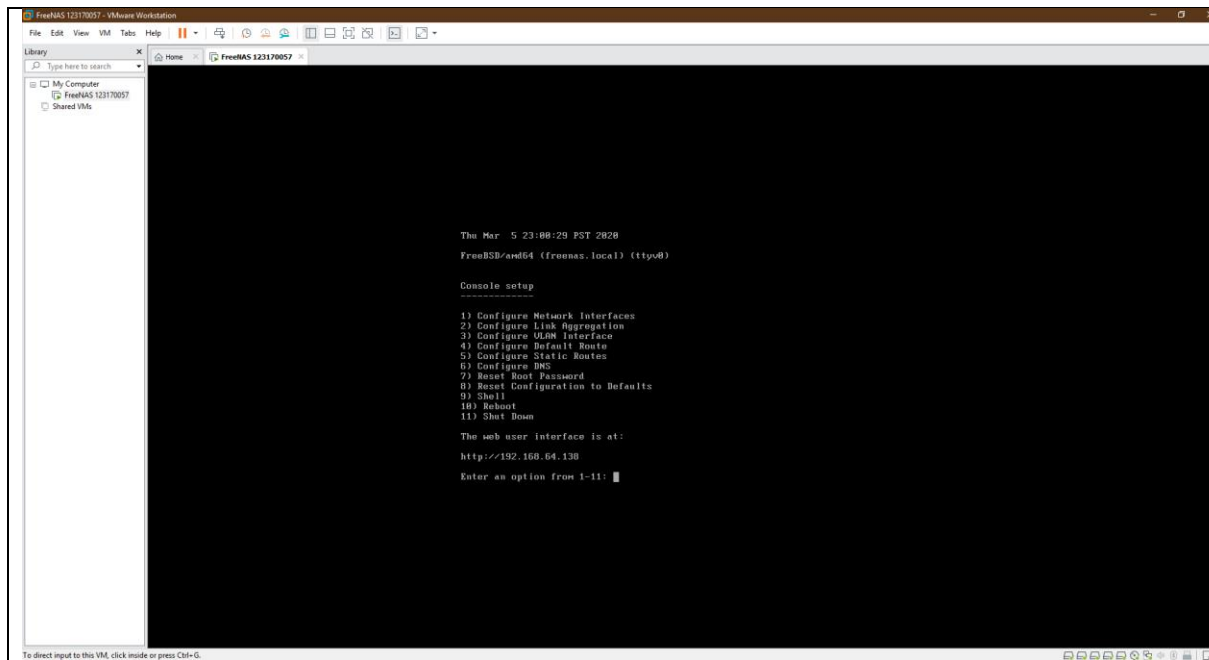 FreeNAS 123170057 - VMware Workstation
File Edit View VM Tabs Help
Library
Home
FreeNAS 123170057
Type here to search
My Computer
FreeNAS 123170057
Shared VMs
Thu Mar 5 23:00:29 PST 2020
FreeBSD/amd64 (freenas.local) (ttyv0)
Console setup
-------------
1) Configure Network Interfaces
2) Configure Link Aggregation
3) Configure VLAN Interface
4) Configure Default Route
5) Configure Static Routes
6) Configure DNS
7) Reset Root Password
8) Reset Configuration to Defaults
9) Shell
10) Reboot
11) Shut Down
The web user interface is at:
http://192.168.64.130
Enter an option from 1-11:
To direct input to this VM, click inside or press Ctrl+G.